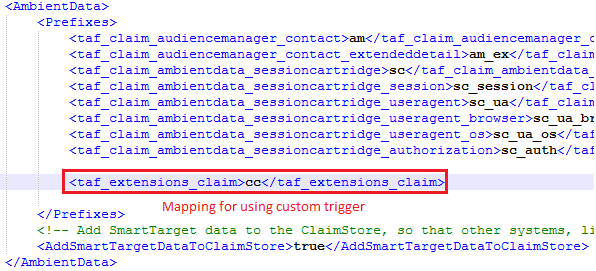 <AmbientData>
<Prefixes>
<taf_claim_audiencemanager_contact>am</taf_claim_audiencemanager_c
<taf_claim_audiencemanager_contact_extendeddetail>am_ex</taf_claim
<taf_claim_ambientdata_sessioncartridge>sc</taf_claim_ambientdata_
<taf_claim_ambientdata_sessioncartridge_session>sc_session</taf_cl
<taf_claim_ambientdata_sessioncartridge_useragent>sc_ua</taf_claim
<taf_claim_ambientdata_sessioncartridge_useragent_browser>sc_ua_br
<taf_claim_ambientdata_sessioncartridge_useragent_os>sc_ua_os</taf
<taf_claim_ambientdata_sessioncartridge_authorization>sc_auth</taf
<taf_extensions_claim>cc</taf_extensions_claim>
Mapping for using custom trigger
</Prefixes>
<!-- Add SmartTarget data to the ClaimStore, so that other systems, li
<AddSmartTargetDataToClaimStore>true</AddSmartTargetDataToClaimStore>
</AmbientData>